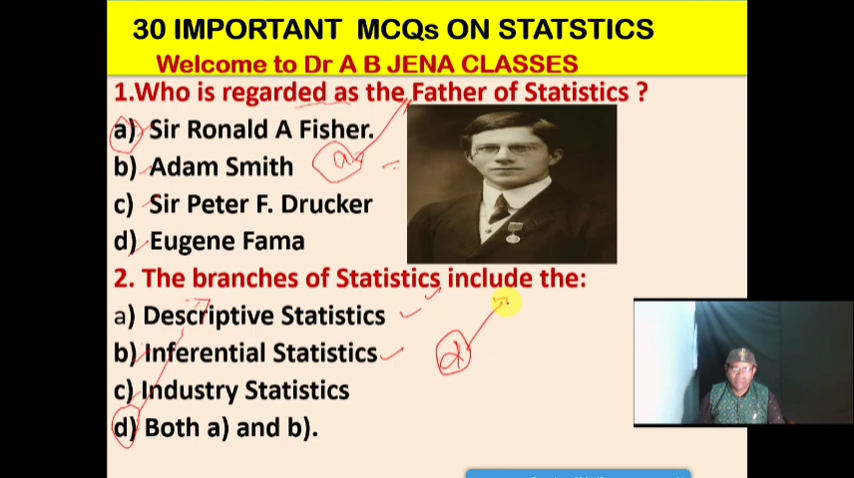 30 IMPORTANT MCQs ON STATSTICS
Welcome to Dr A B JENA CLASSES
1.Who is regarded as the Father of Statistics ?
a) Sir Ronald A Fisher.
a
b) Adam Smith
c) Sir Peter F. Drucker
d) Eugene Fama
2. The branches of Statistics include the:
a) Descriptive Statistics
b) Inferential Statistics
d
c) Industry Statistics
d) Both a) and b).